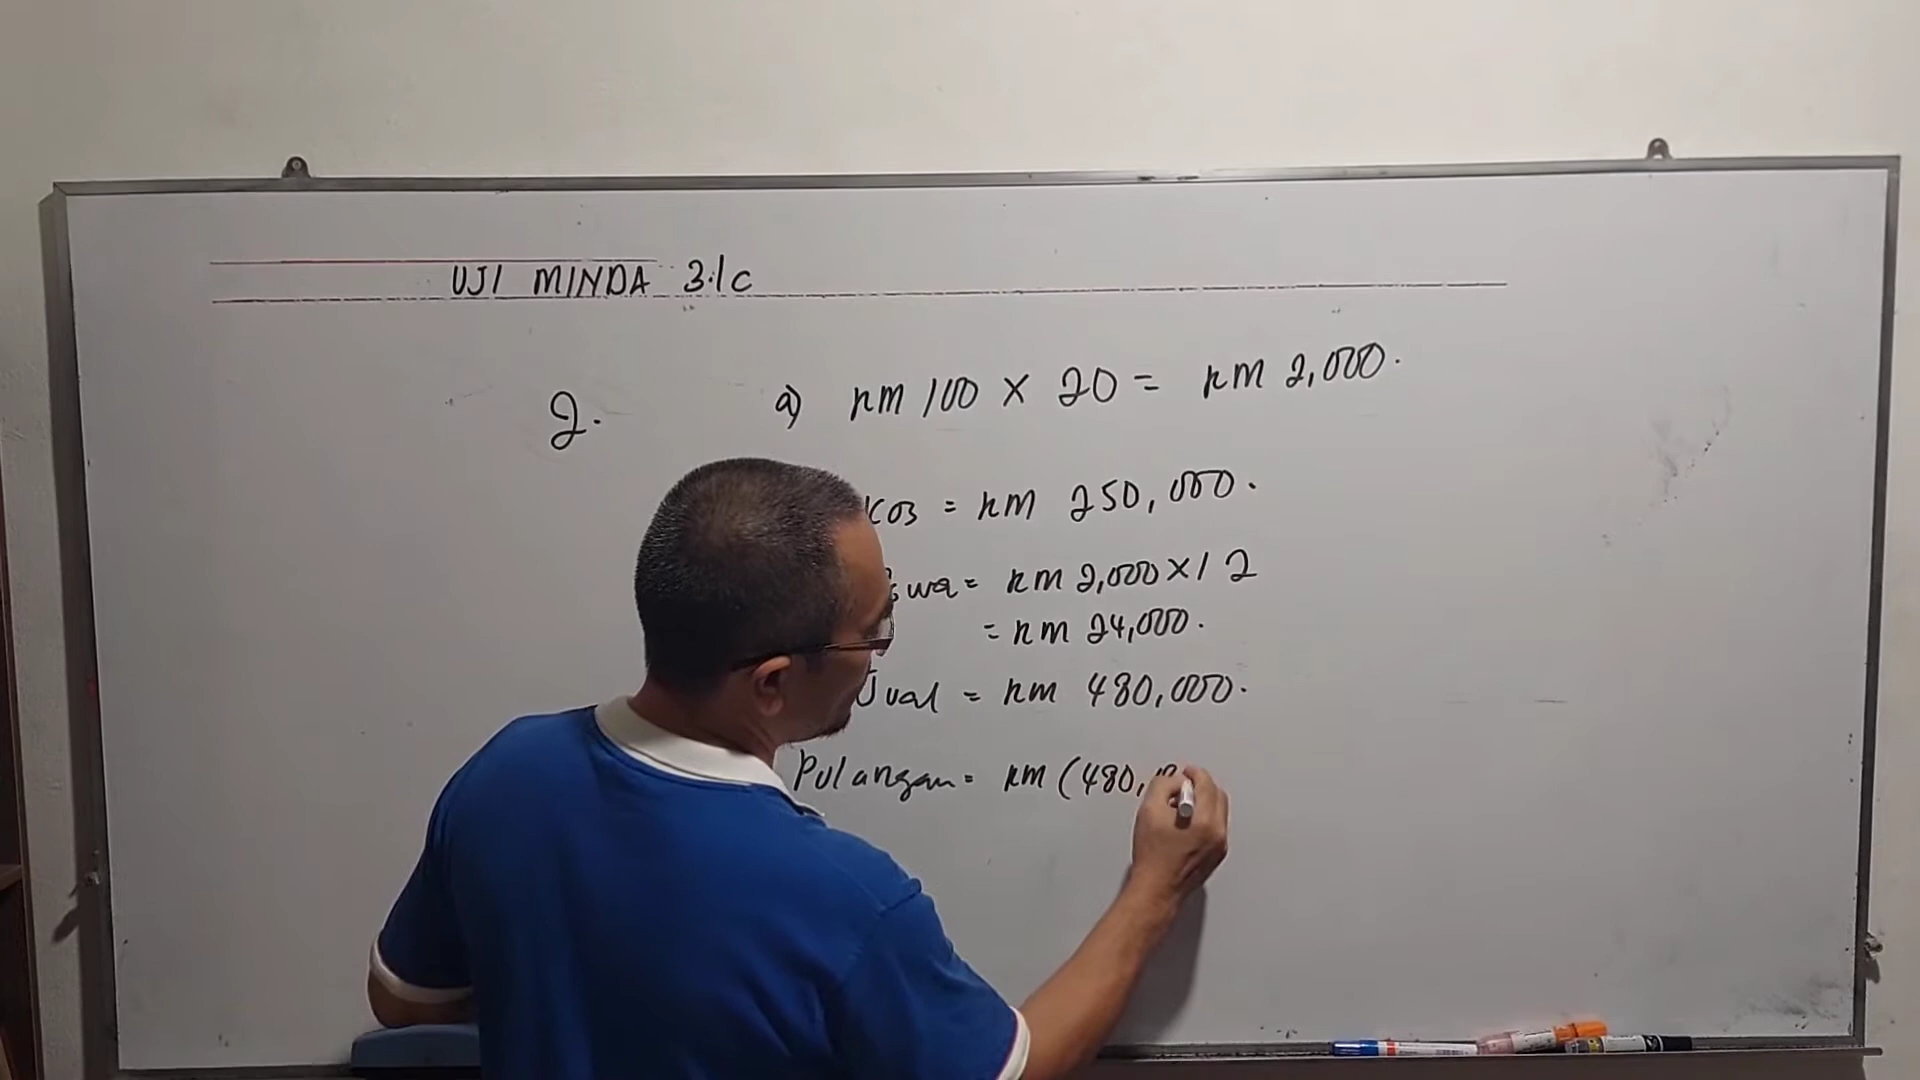 UJI MINDA 3.1c
2. a) RM 100 × 20 = RM 2,000.
Kos = RM 250,000.
= RM 2,000 × 12
= RM 24,000.
Jual = RM 480,000.
Pulangan = RM (480,